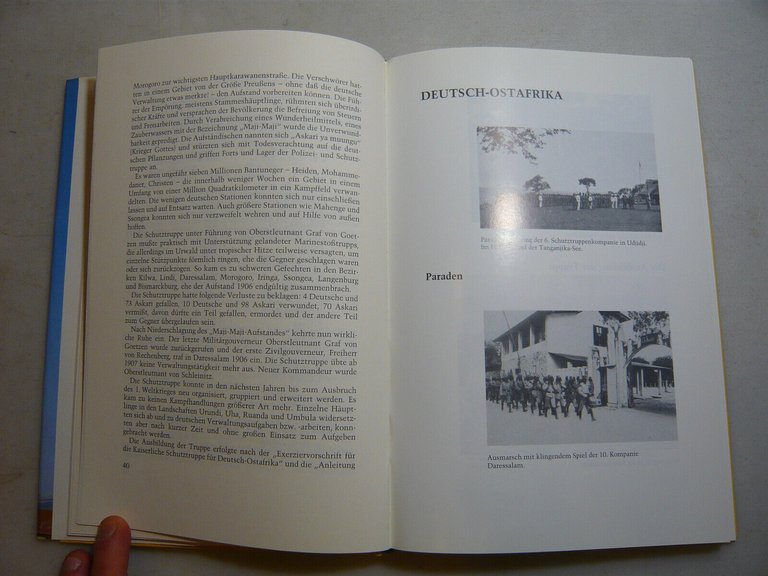 Morogoro zur wichtigsten Hauptkarawanenstraße. Die Verschwörer hat-
ten in einem Gebiet von der Größe Preußens – ohne daß die deutsche
Verwaltung etwas merkte! – den Aufstand vorbereiten können. Die Füh-
rer der Empörung, meistens Stammeshäuptlinge, rühmten sich überirdi-
scher Kräfte und versprachen der Bevölkerung die Befreiung von Steuern
und Fronarbeiten. Durch Verabreichung eines Wunderheilmittels, eines
Zauberwassers mit der Bezeichnung „Maji-Maji“ wurde die Unverwund-
barkeit gegeben. Die Aufständischen nannten sich „Askari ya muungu“
(Krieger Gottes) und stürzten sich mit Todesverachtung auf die deut-
schen Pflanzungen und griffen Forts und Lager der Polizei- und Schutz-
truppe an.
Es waren ungefähr sieben Millionen Bantuneger – Heiden, Mohamme-
daner, Christen – die innerhalb weniger Wochen ein Gebiet in einem
Umfang von einer Million Quadratkilometer in ein Kampffeld verwan-
delten. Die wenigen deutschen Stationen konnten sich nur einschließen
lassen und auf Entsatz warten. Auch größere Stationen wie Mahenge und
Ssongea konnten sich nur verzweifelt wehren und auf Hilfe von außen
hoffen.
Die Schutztruppe unter Führung von Oberstleutnant Graf von Goet-
zen mußte praktisch mit Unterstützung gelandeter Marinestoßtrupps,
die allerdings im Urwald unter tropischer Hitze teilweise versagten, um
einzelne Stützpunkte förmlich ringen, ehe die Gegner geschlagen waren
oder sich zurückzogen. So kam es zu schweren Gefechten in den Bezir-
ken Kilwa, Lindi, Daressalam, Morogoro, Iringa, Ssongea, Langenburg
und Bismarckburg, ehe der Aufstand 1906 endgültig zusammenbrach.
Die Schutztruppe hatte folgende Verluste zu beklagen: 4 Deutsche und
73 Askari gefallen, 10 Deutsche und 98 Askari verwundet, 70 Askari
vermißt, davon dürfte ein Teil gefallen, ermordet und der andere Teil
zum Gegner übergelaufen sein.
Nach Niederschlagung des „Maji-Maji-Aufstandes“ kehrte nun wirkli-
che Ruhe ein. Der letzte Militärgouverneur Oberstleutnant Graf von
Goetzen wurde zurückgerufen und der erste Zivilgouverneur, Freiherr
von Rechenberg, traf in Daressalam 1906 ein. Die Schutztruppe übte ab
1907 keine Verwaltungstätigkeit mehr aus. Neuer Kommandeur wurde
Oberstleutnant von Schleinitz.
Die Schutztruppe konnte in den nächsten Jahren bis zum Ausbruch
des 1. Weltkrieges neu organisiert, gruppiert und erweitert werden. Es
kam zu keinen Kampfhandlungen größerer Art mehr. Einzelne Häupt-
linge in den Landschaften Urundi, Uha, Ruanda und Umbula widersetz-
ten sich ab und zu deutschen Verwaltungsaufgaben bzw. -arbeiten, konn-
ten aber nach kurzer Zeit und ohne großen Einsatz zum Aufgeben
gebracht werden.
Die Ausbildung der Truppe erfolgte nach der „Exerziervorschrift für
die Kaiserliche Schutztruppe für Deutsch-Ostafrika“ und die „Anleitung
40
DEUTSCH-OSTAFRIKA
der 6. Schutztruppenkompanie in Udjidji.
der Tanganjika-See.
Paraden
Ausmarsch mit klingendem Spiel der 10. Kompanie
Daressalam.